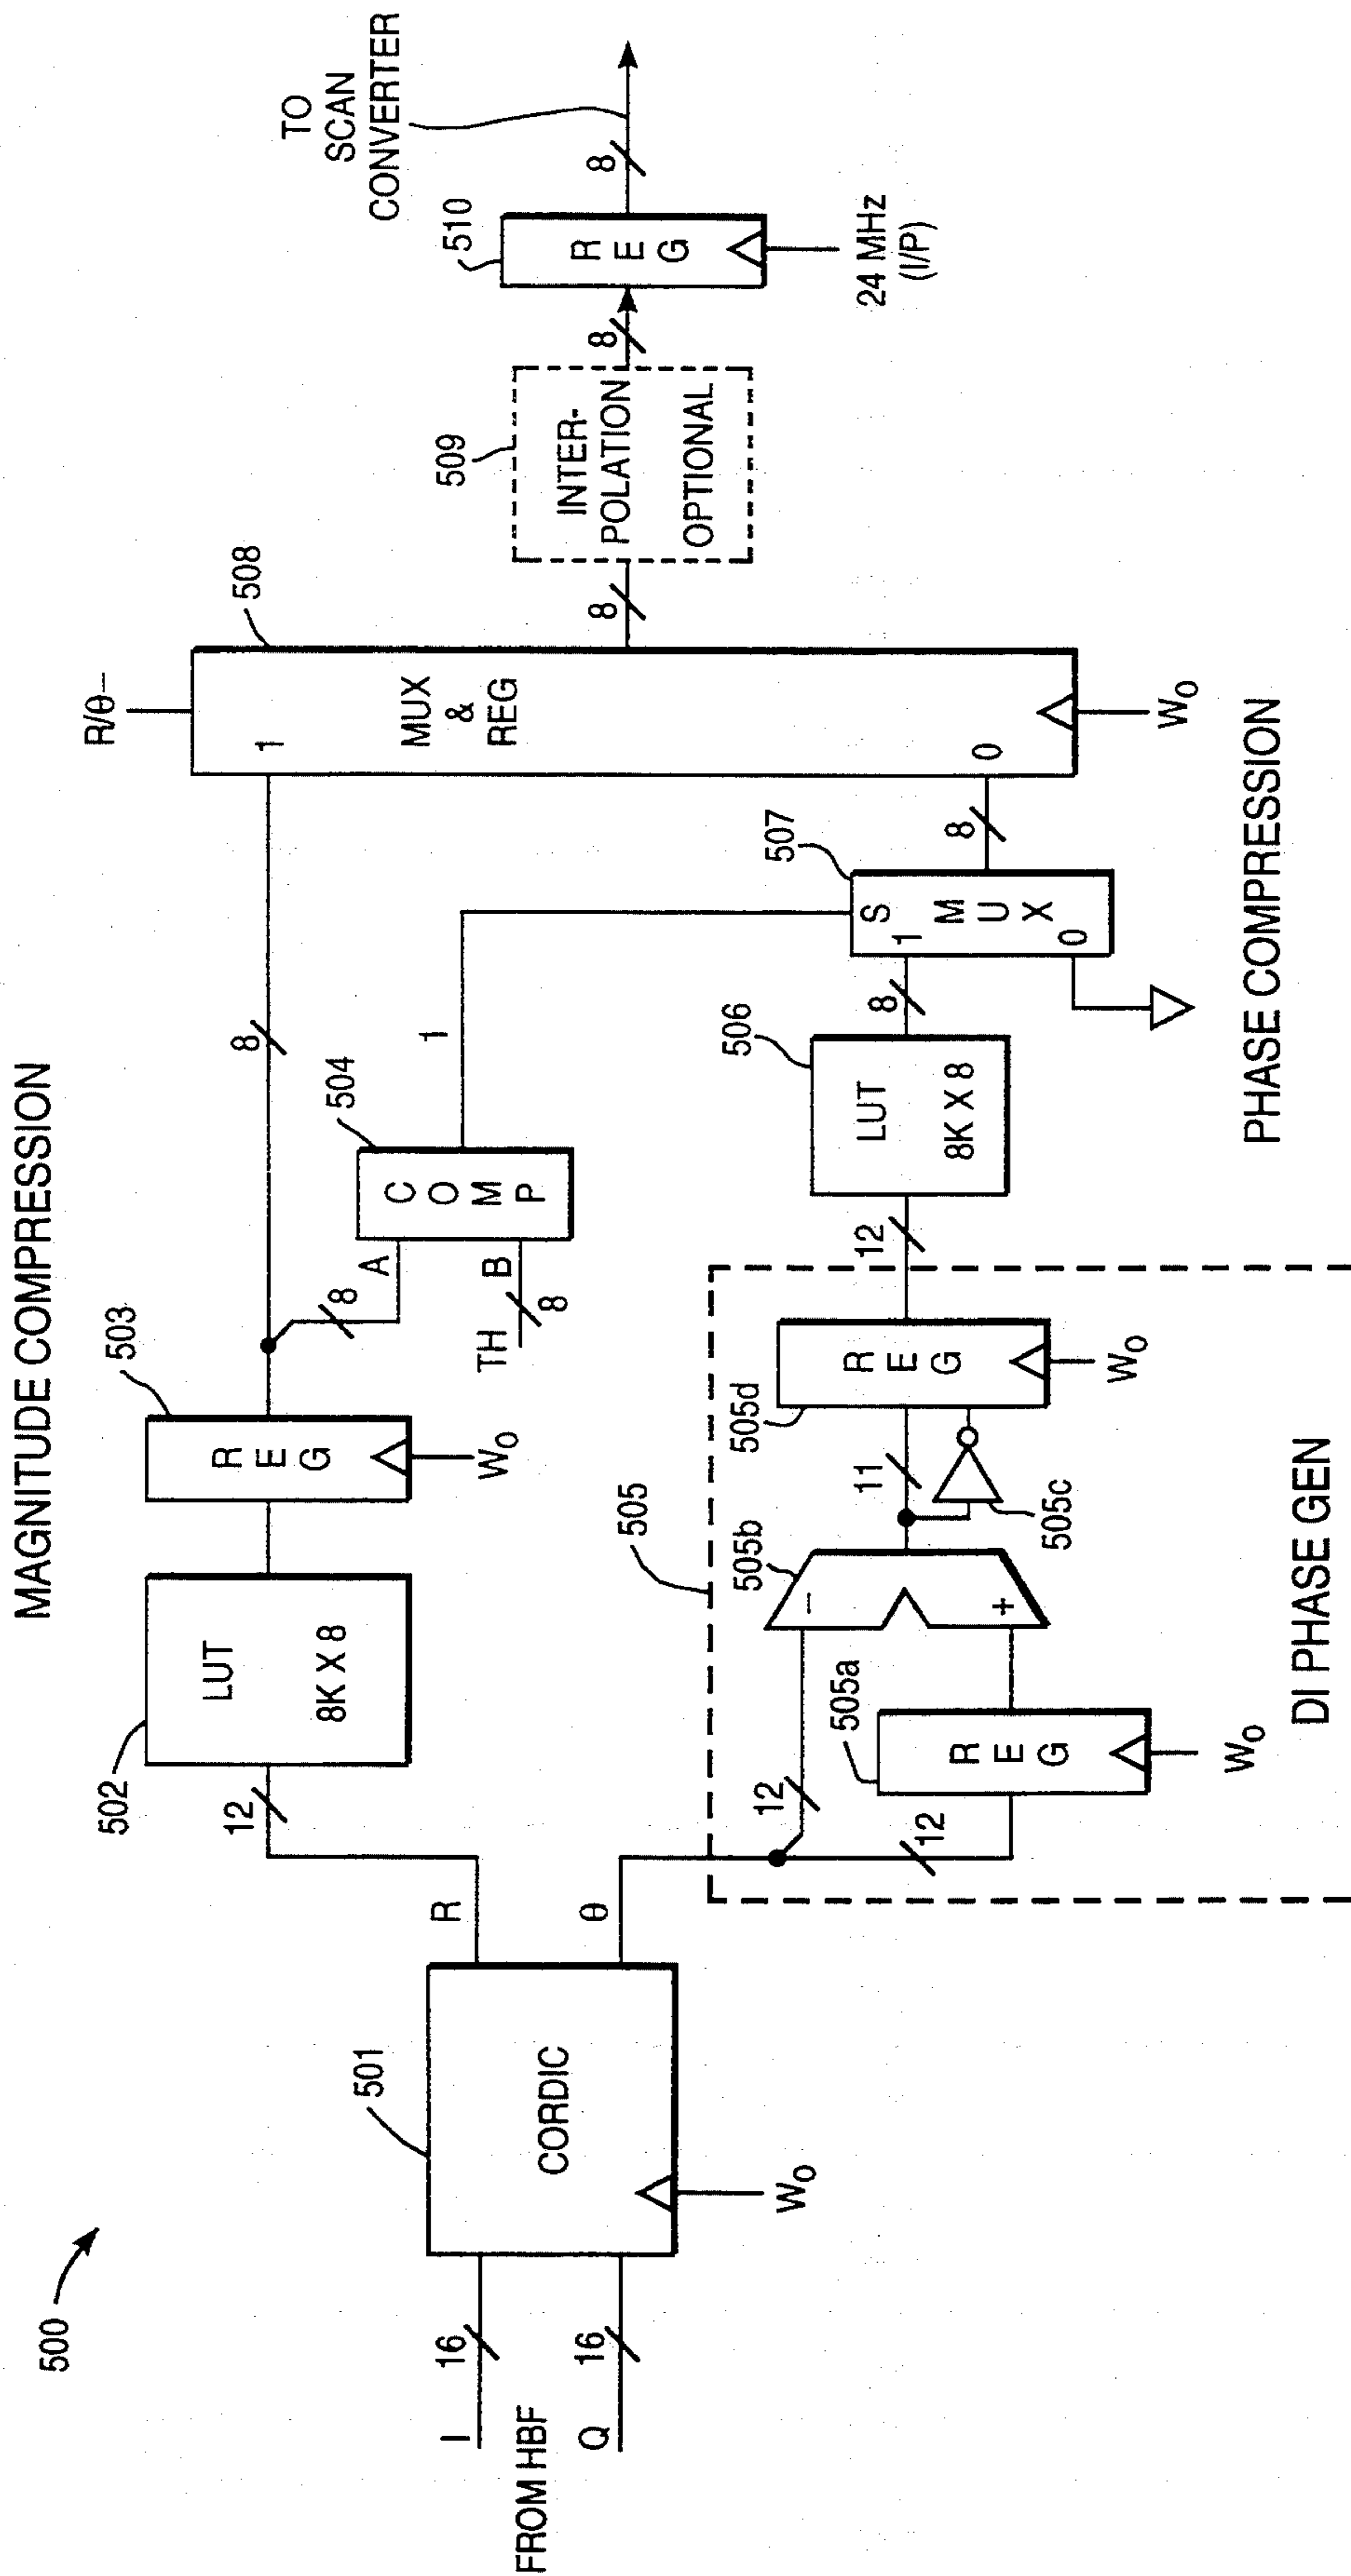 500
MAGNITUDE COMPRESSION
FROM HBF
I
16
Q
16
501
CORDIC
W0
R
θ
12
502
LUT
8K X 8
503
REG
W0
8
8
A
TH
B
8
504
COMP
1
505
12
12
505a
REG
W0
505b
−
+
11
505c
505d
REG
W0
DI PHASE GEN
12
506
LUT
8K X 8
8
507
S
1
MUX
0
8
PHASE COMPRESSION
R/θ−
508
1
MUX
&
REG
0
W0
8
509
INTER-
POLATION
OPTIONAL
8
510
REG
24 MHz
(I/P)
8
TO
SCAN
CONVERTER